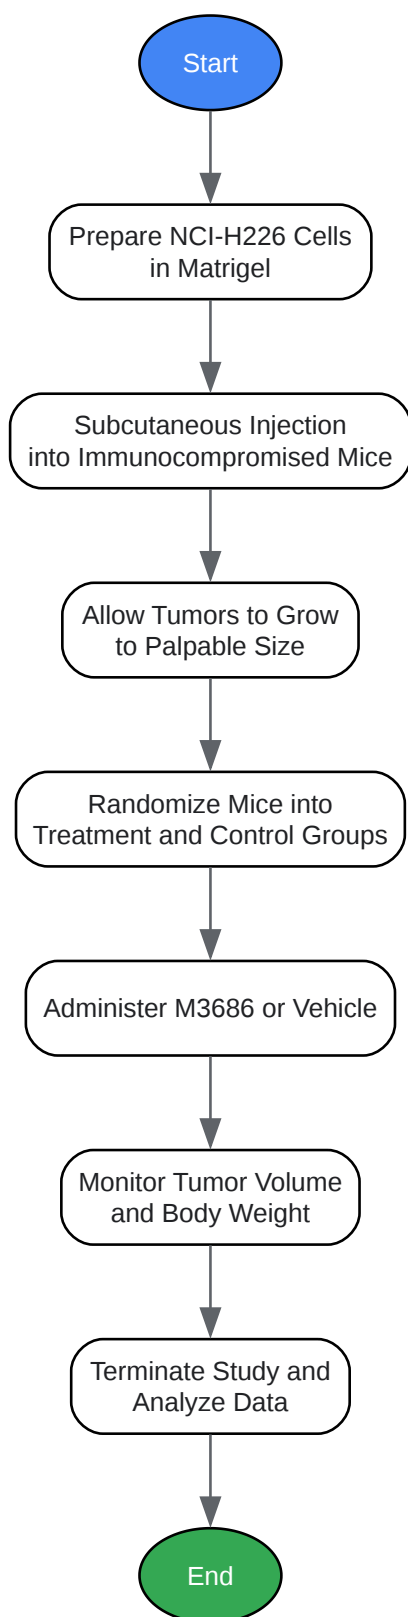 Start
Prepare NCI-H226 Cells
in Matrigel
Subcutaneous Injection
into Immunocompromised Mice
Allow Tumors to Grow
to Palpable Size
Randomize Mice into
Treatment and Control Groups
Administer M3686 or Vehicle
Monitor Tumor Volume
and Body Weight
Terminate Study and
Analyze Data
End